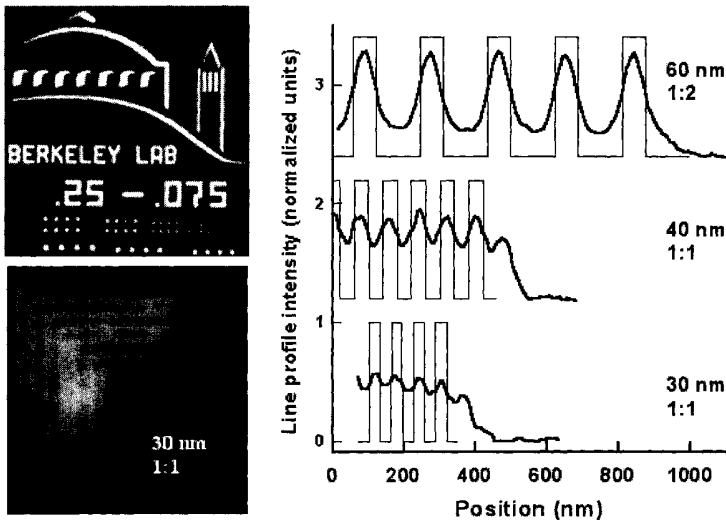 BERKELEY LAB
.25 – .075
30 nm
1:1
Line profile intensity (normalized units)
3
2
1
0
60 nm
1:2
40 nm
1:1
30 nm
1:1
0 200 400 600 800 1000
Position (nm)